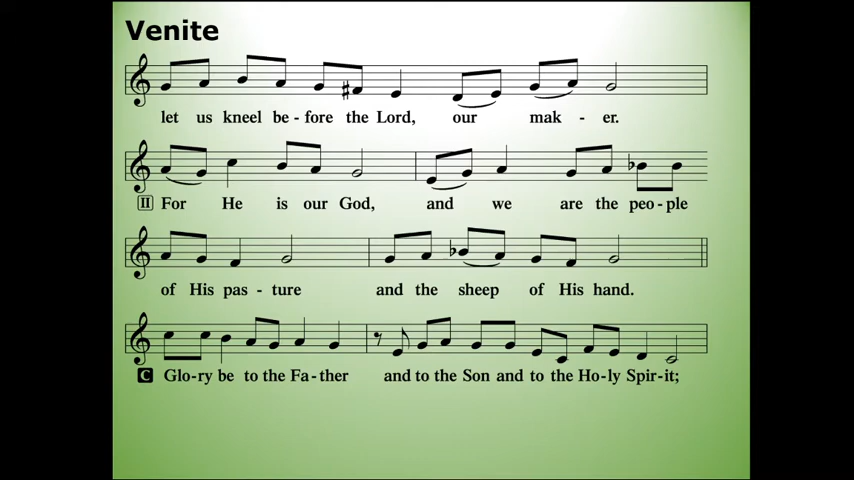 Venite
let us kneel be - fore the Lord, our mak - er.
II For He is our God, and we are the peo - ple
of His pas - ture and the sheep of His hand.
C Glo - ry be to the Fa - ther and to the Son and to the Ho - ly Spir - it;